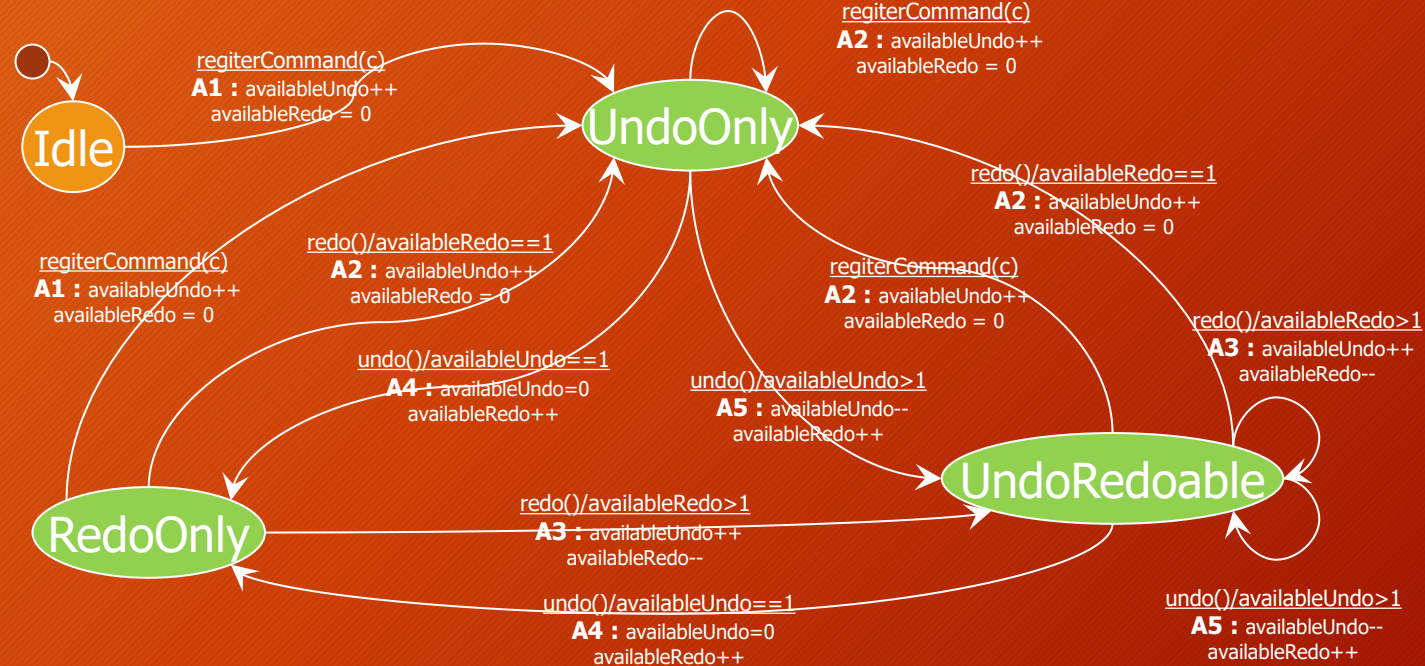 regiterCommand(c)
A2 : availableUndo++
availableRedo = 0
regiterCommand(c)
A1 : availableUndo++
availableRedo = 0
Idle
UndoOnly
redo()/availableRedo==1
A2 : availableUndo++
availableRedo = 0
redo()/availableRedo==1
A2 : availableUndo++
availableRedo = 0
regiterCommand(c)
A1 : availableUndo++
availableRedo = 0
regiterCommand(c)
A2 : availableUndo++
availableRedo = 0
redo()/availableRedo>1
A3 : availableUndo++
availableRedo--
undo()/availableUndo==1
A4 : availableUndo=0
availableRedo++
undo()/availableUndo>1
A5 : availableUndo--
availableRedo++
UndoRedoable
RedoOnly
redo()/availableRedo>1
A3 : availableUndo++
availableRedo--
undo()/availableUndo==1
A4 : availableUndo=0
availableRedo++
undo()/availableUndo>1
A5 : availableUndo--
availableRedo++